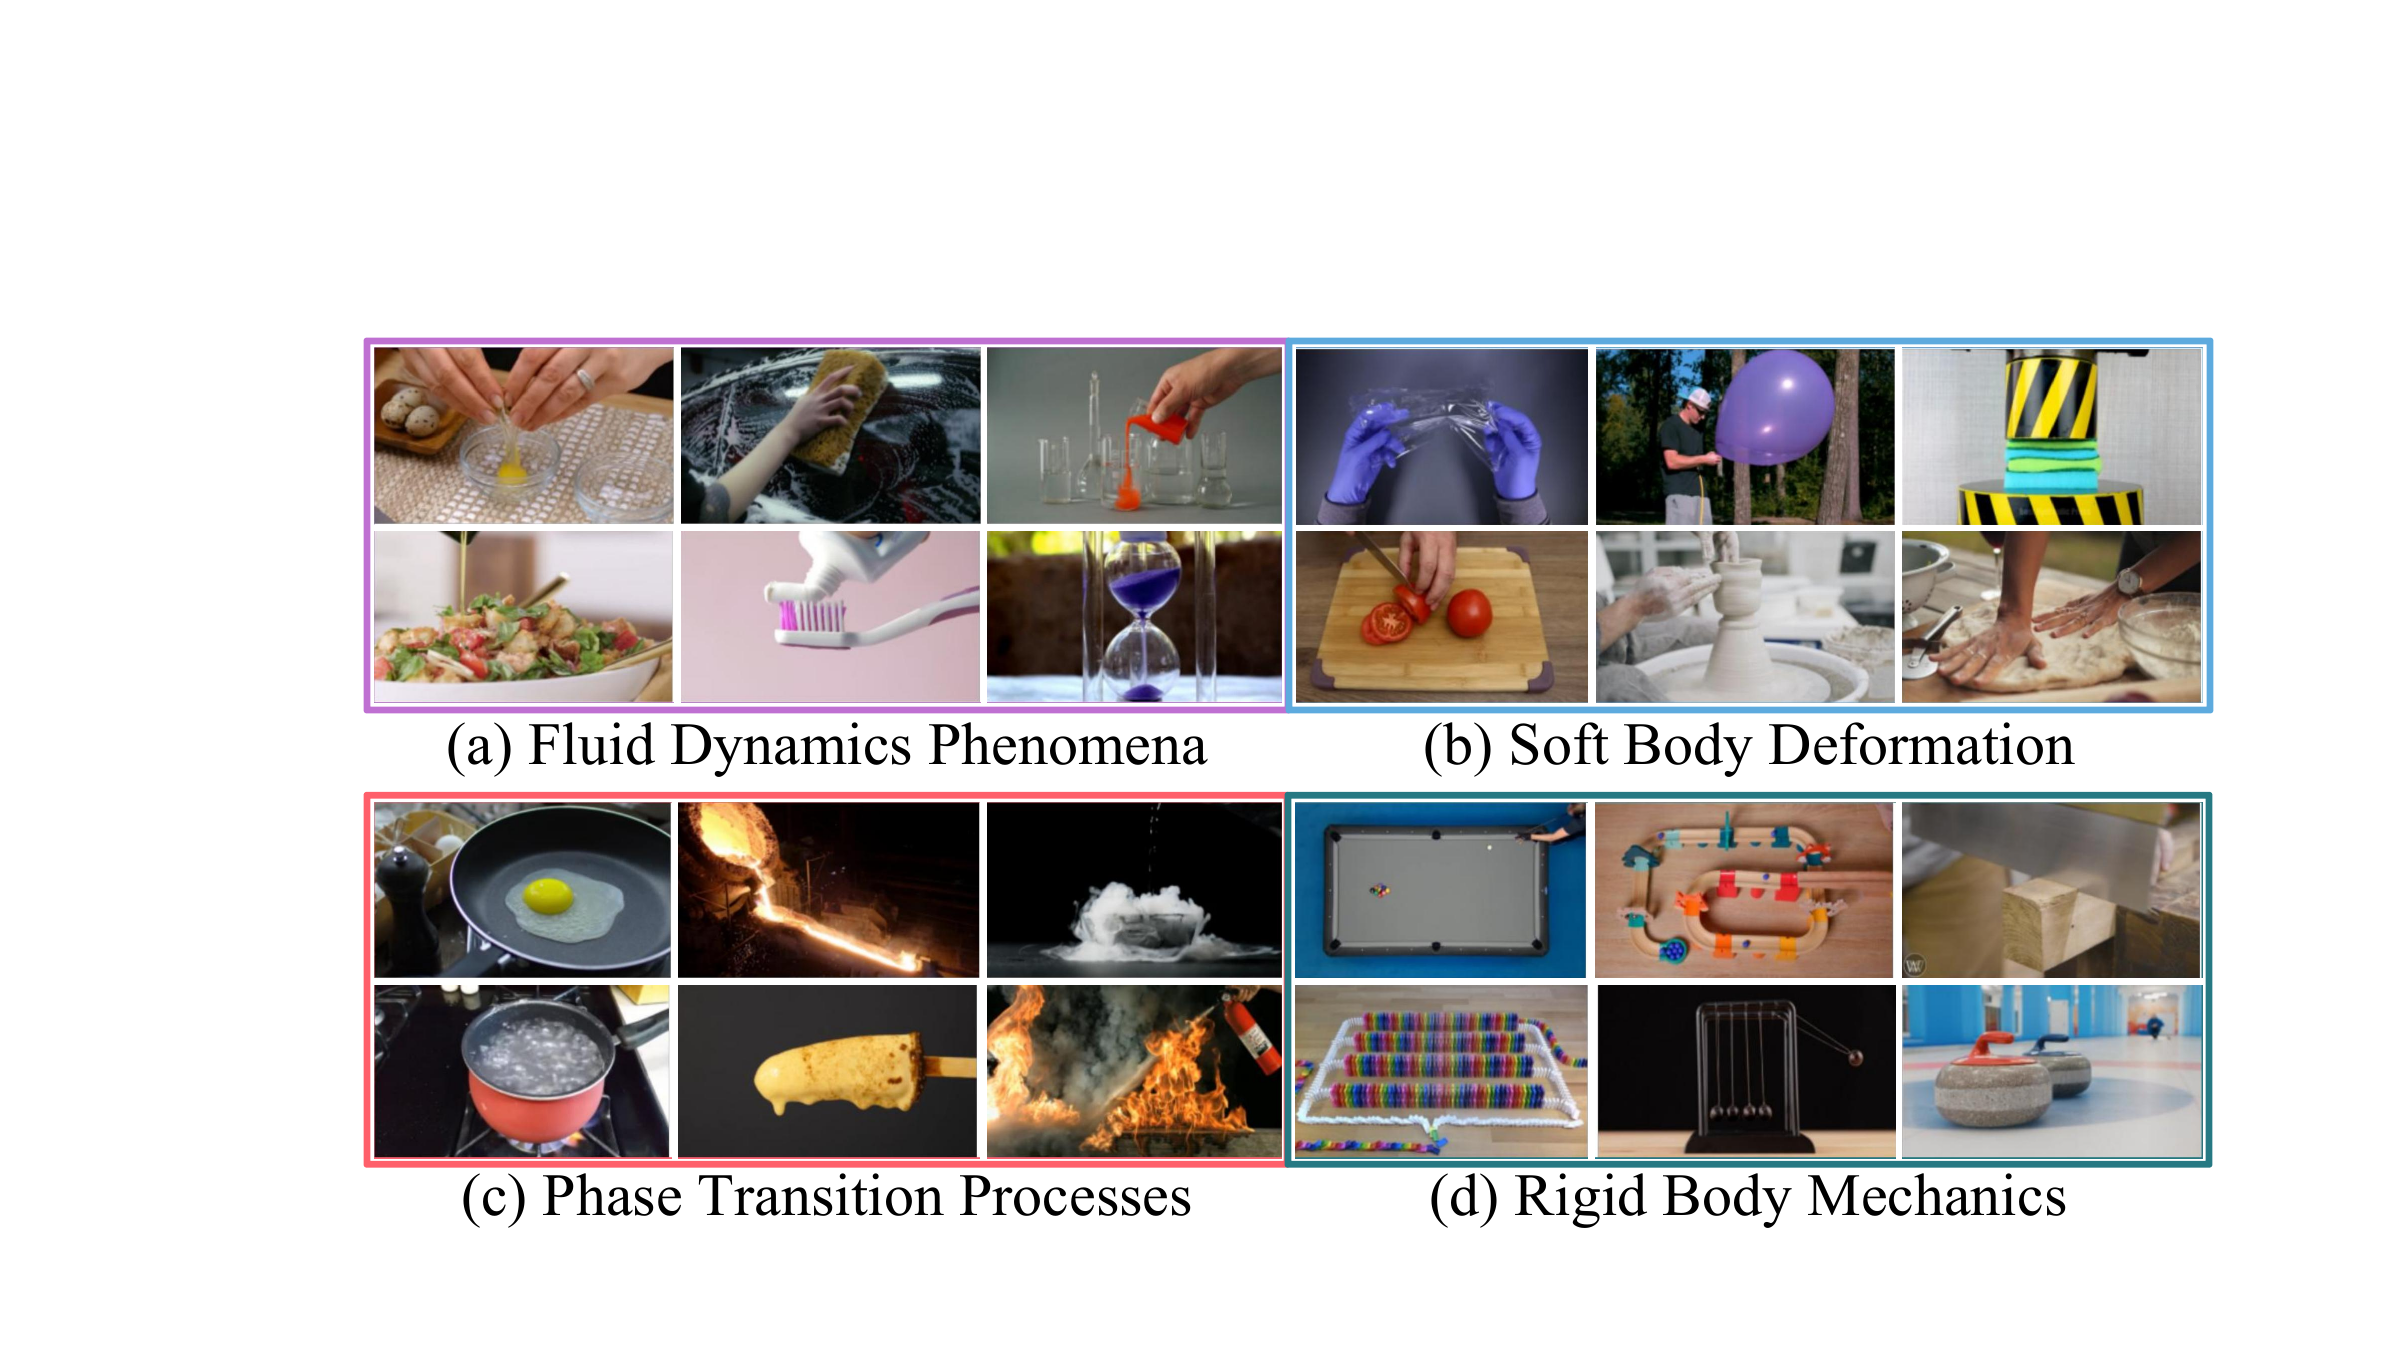 (a) Fluid Dynamics Phenomena
(b) Soft Body Deformation
(c) Phase Transition Processes
(d) Rigid Body Mechanics